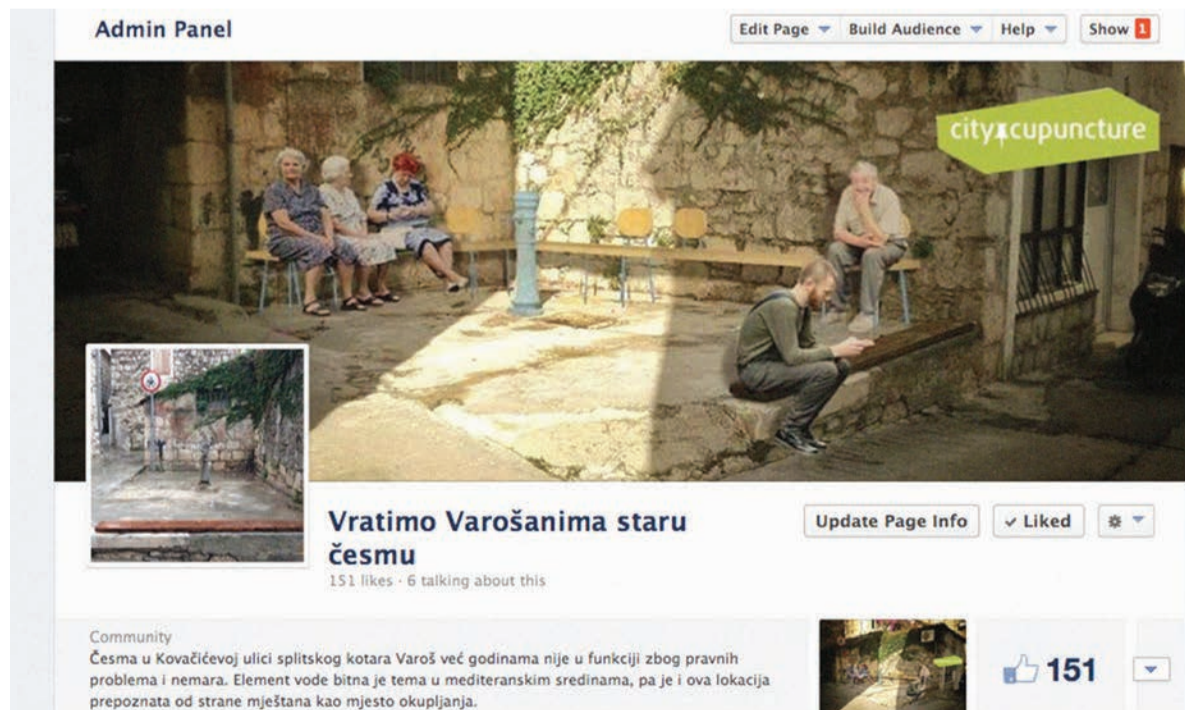 Admin Panel
Edit Page
Build Audience
Help
Show 1
cityacupuncture
Vratimo Varošanima staru
česmu
Update Page Info
Liked
151 likes · 6 talking about this
Community
Česma u Kovačićevoj ulici splitskog kotara Varoš već godinama nije u funkciji zbog pravnih
problema i nemara. Element vode bitna je tema u mediteranskim sredinama, pa je i ova lokacija
prepoznata od strane mještana kao mjesto okupljanja.
151